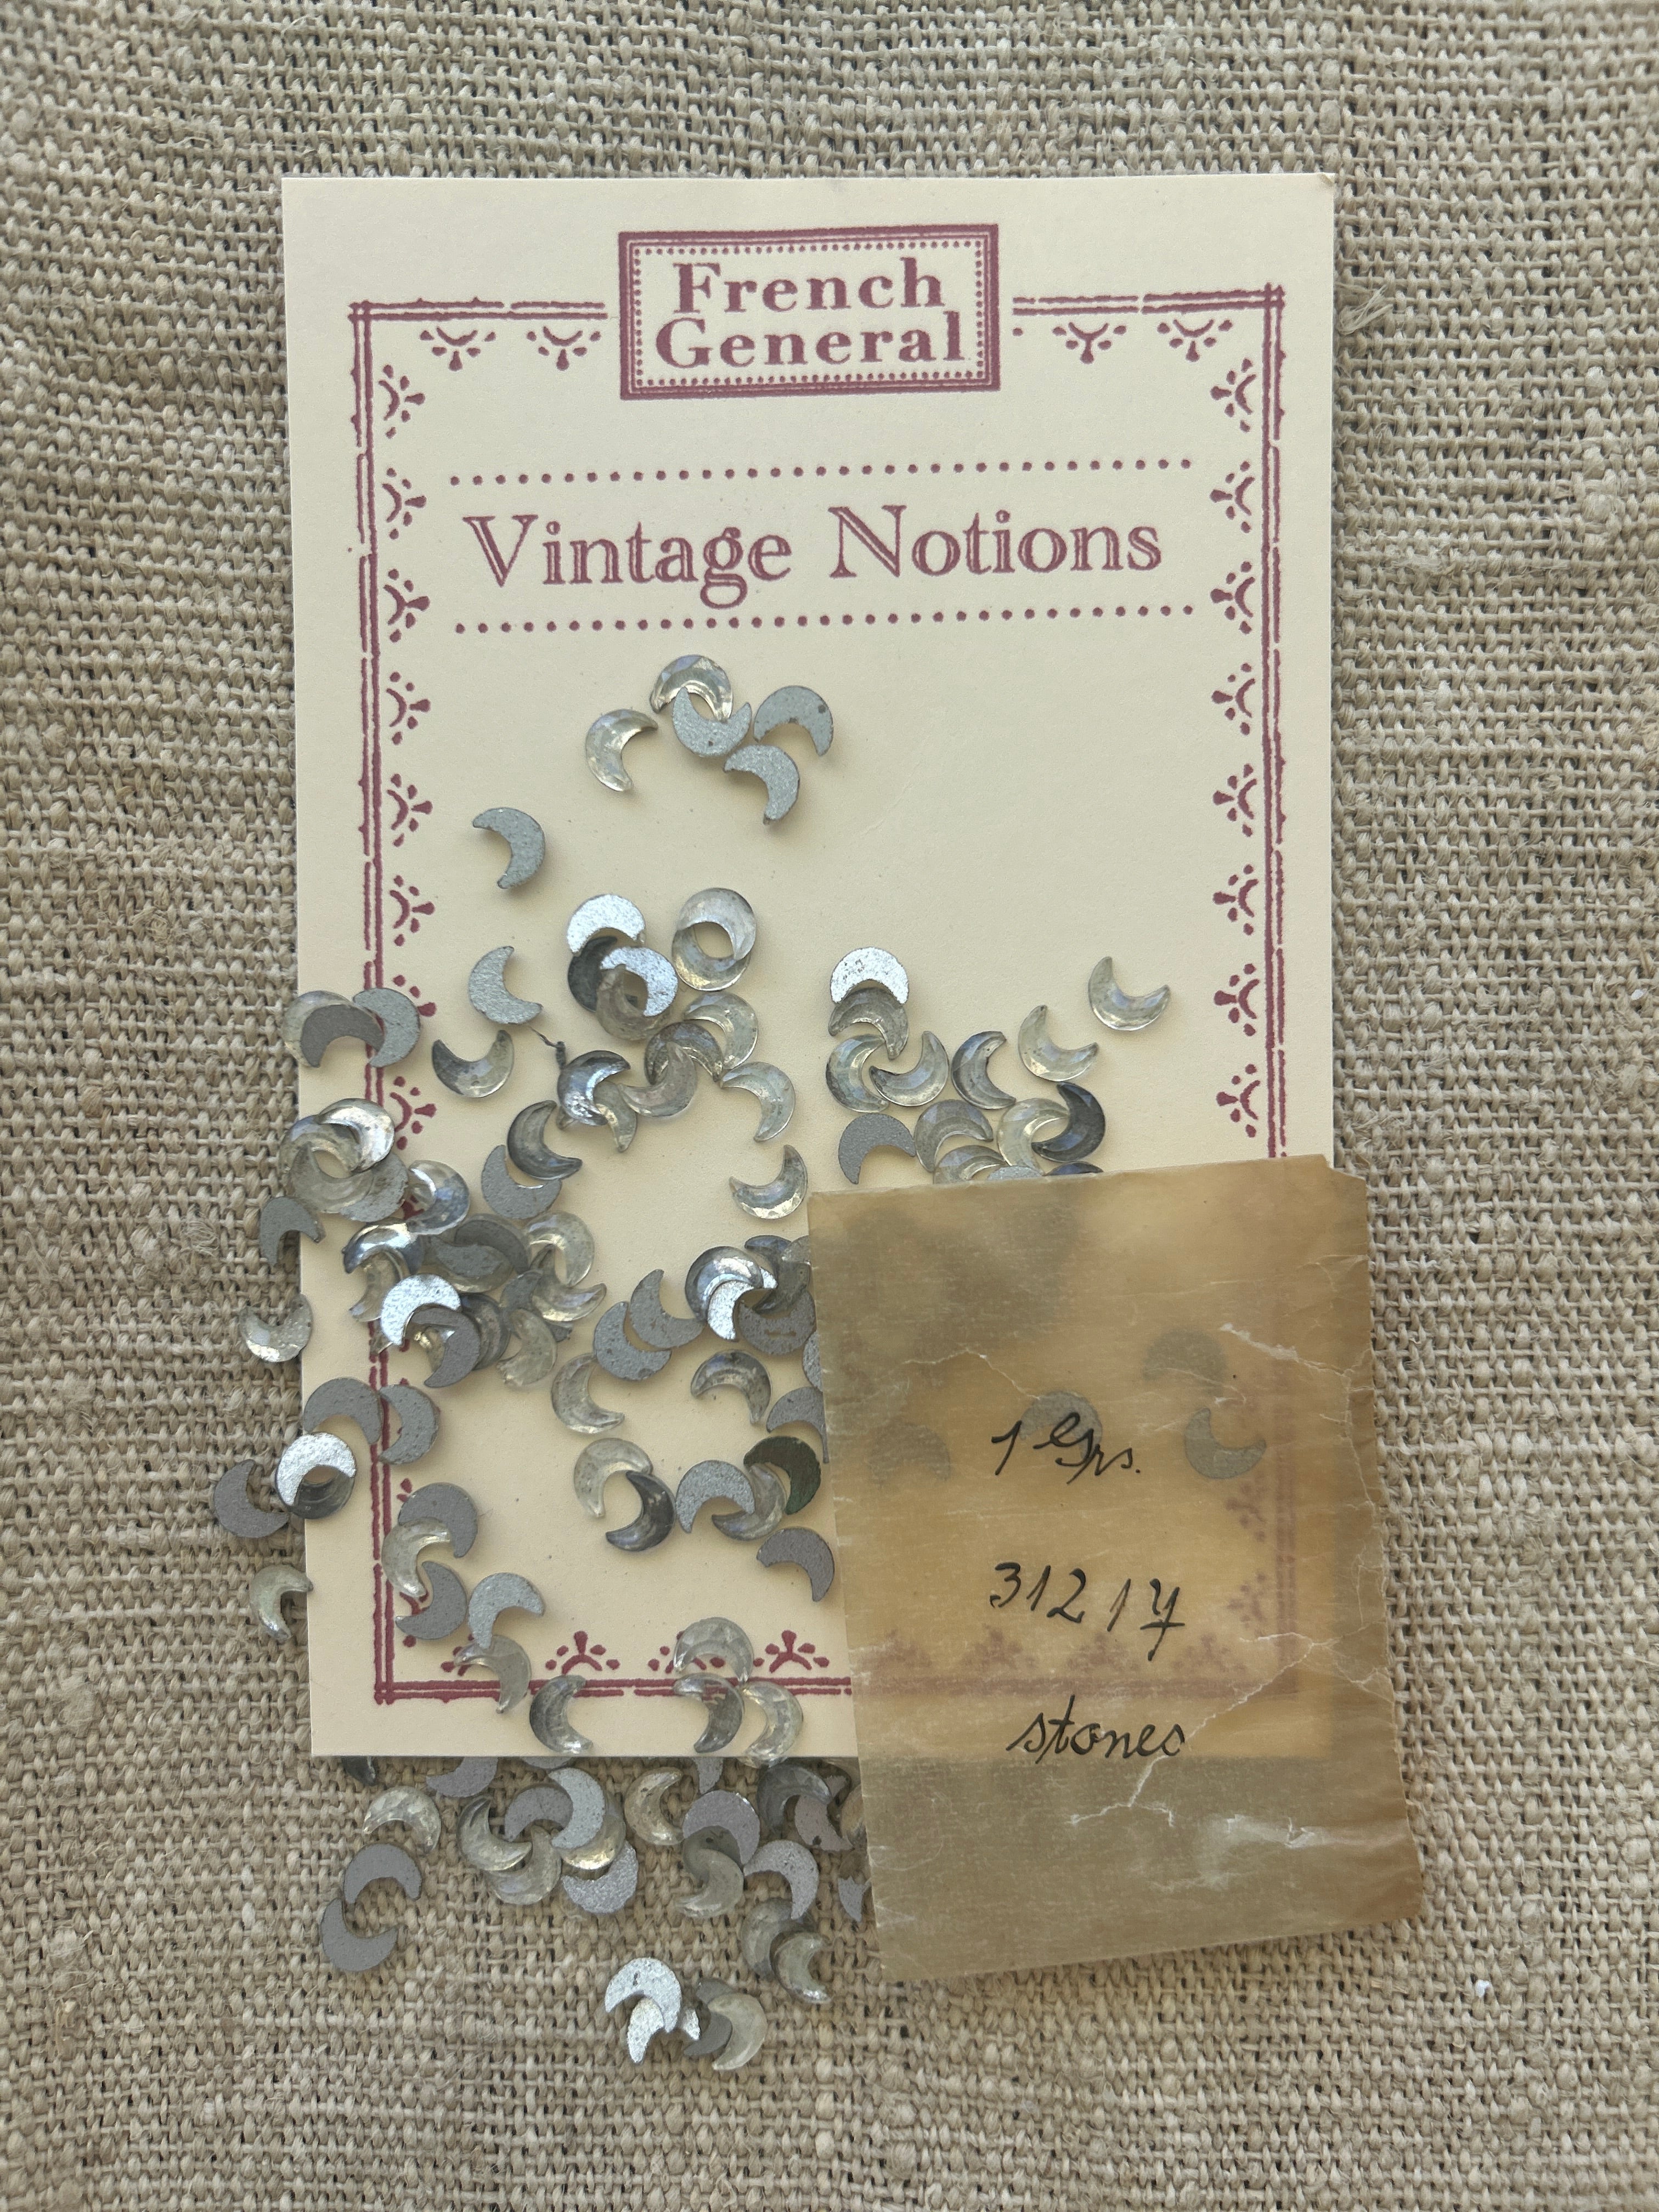 French
General
Vintage Notions
1 Grs.
31217
stones